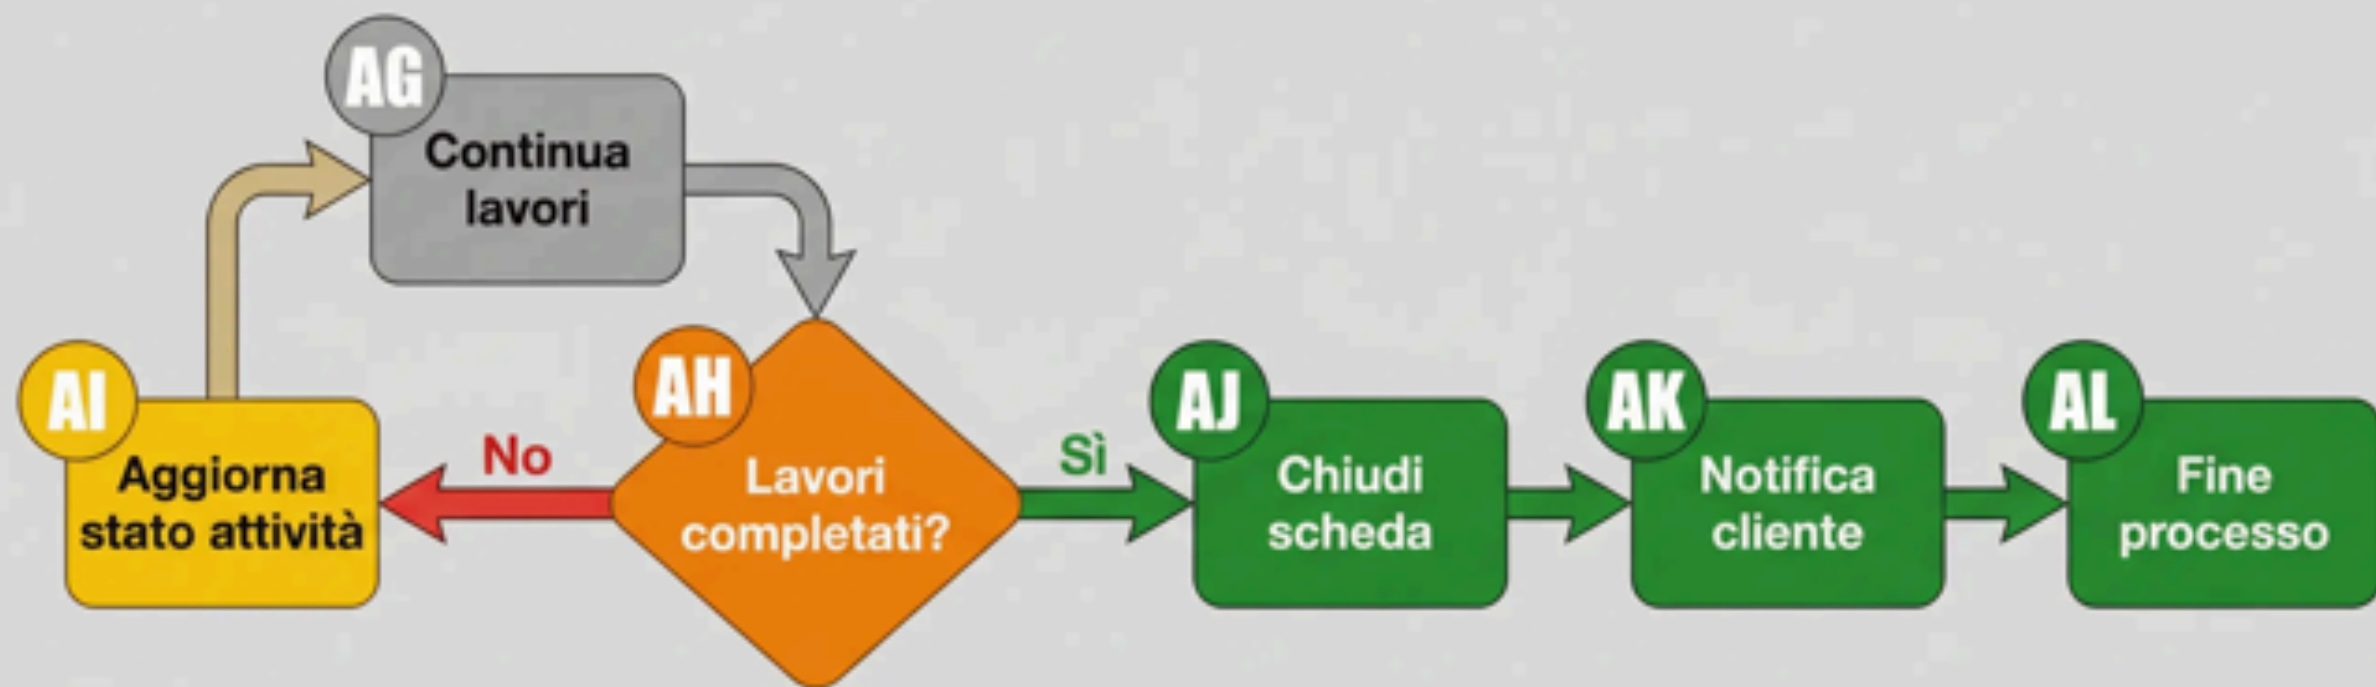 AG
Continua
lavori
AI
Aggiorna
stato attività
No
AH
Lavori
completati?
Sì
AJ
Chiudi
scheda
AK
Notifica
cliente
AL
Fine
processo